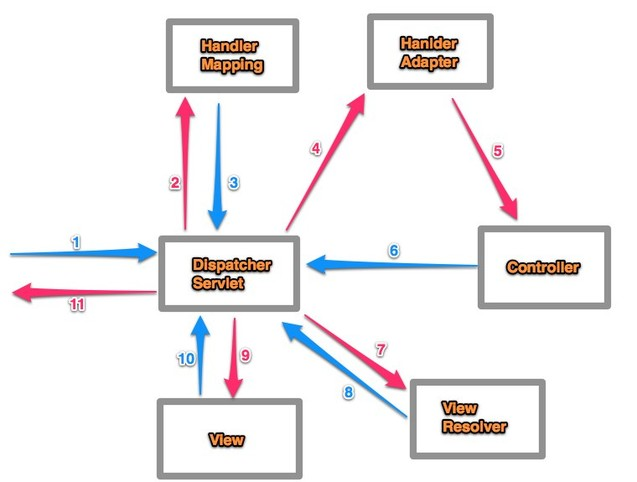 Handler
Mapping
Hanlder
Adapter
4
5
2
3
1
6
Dispatcher
Servlet
Controller
11
7
10
9
8
View
Resolver
View